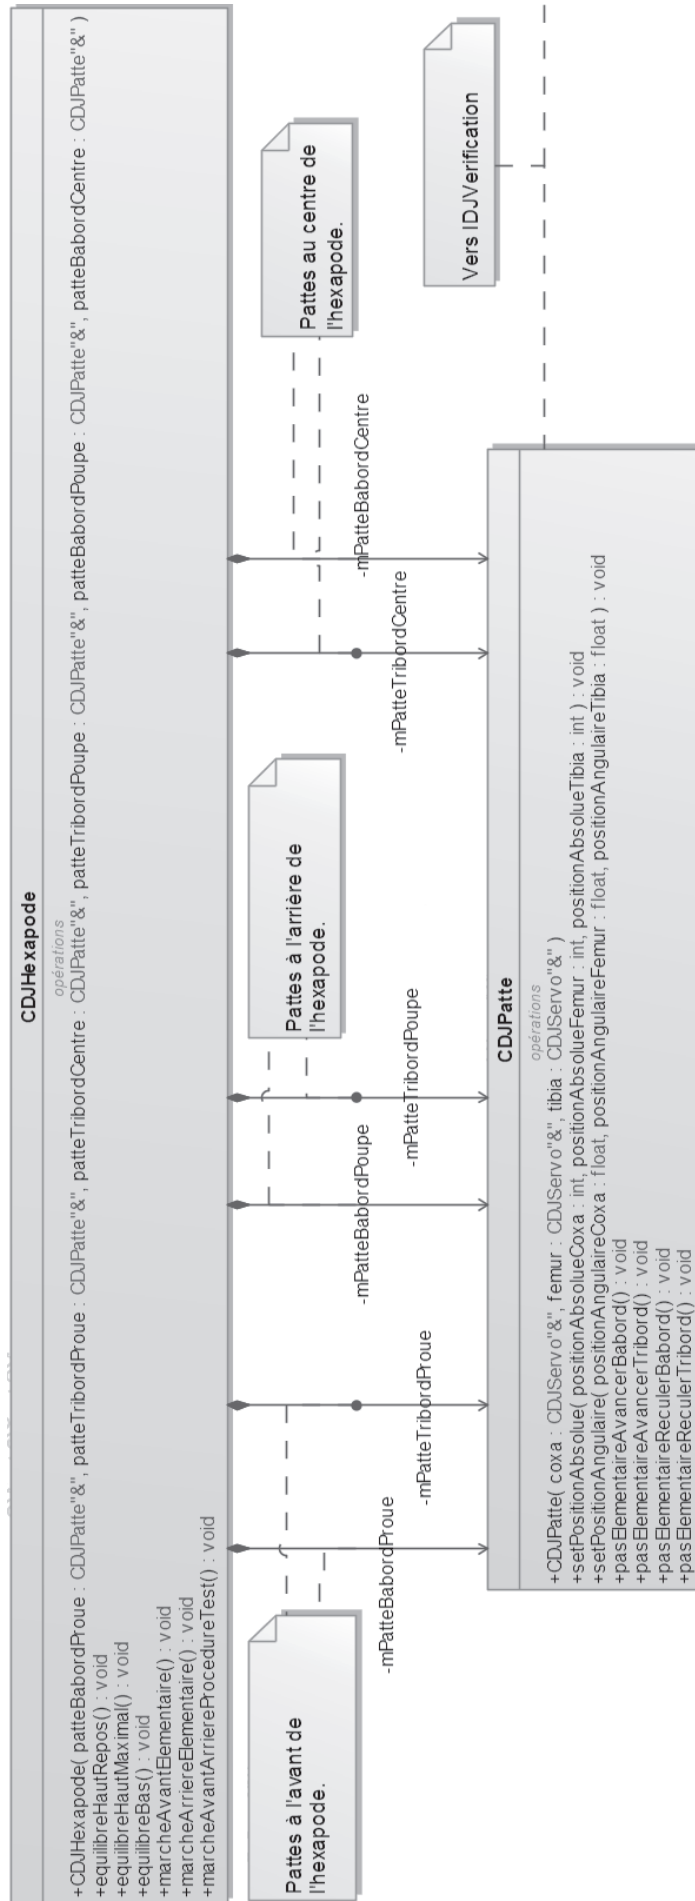 CDJHexapode
opérations
+CDJHexapode( patteBabordProue : CDJPatte"&", patteTribordProue : CDJPatte"&", patteTribordCentre : CDJPatte"&", patteTribordPoupe : CDJPatte"&", patteBabordPoupe : CDJPatte"&", patteBabordCentre : CDJPatte"&" )
+equilibreHautRepos() : void
+equilibreHautMaximal() : void
+equilibreBas() : void
+marcheAvantElementaire() : void
+marcheArriereElementaire() : void
+marcheAvantArriereProcedureTest() : void
Pattes à l'avant de
l'hexapode.
Pattes à l'arrière de
l'hexapode.
Pattes au centre de
l'hexapode.
-mPatteBabordProue
-mPatteTribordProue
-mPatteBabordPoupe
-mPatteTribordPoupe
-mPatteTribordCentre
-mPatteBabordCentre
Vers IDJVerification
CDJPatte
opérations
+CDJPatte( coxa : CDJServo"&", femur : CDJServo"&", tibia : CDJServo"&" )
+setPositionAbsolue( positionAbsolueCoxa : int, positionAbsolueFemur : int, positionAbsolueTibia : int ) : void
+setPositionAngulaire( positionAngulaireCoxa : float, positionAngulaireFemur : float, positionAngulaireTibia : float ) : void
+pasElementaireAvancerBabord() : void
+pasElementaireAvancerTribord() : void
+pasElementaireReculerBabord() : void
+pasElementaireReculerTribord() : void